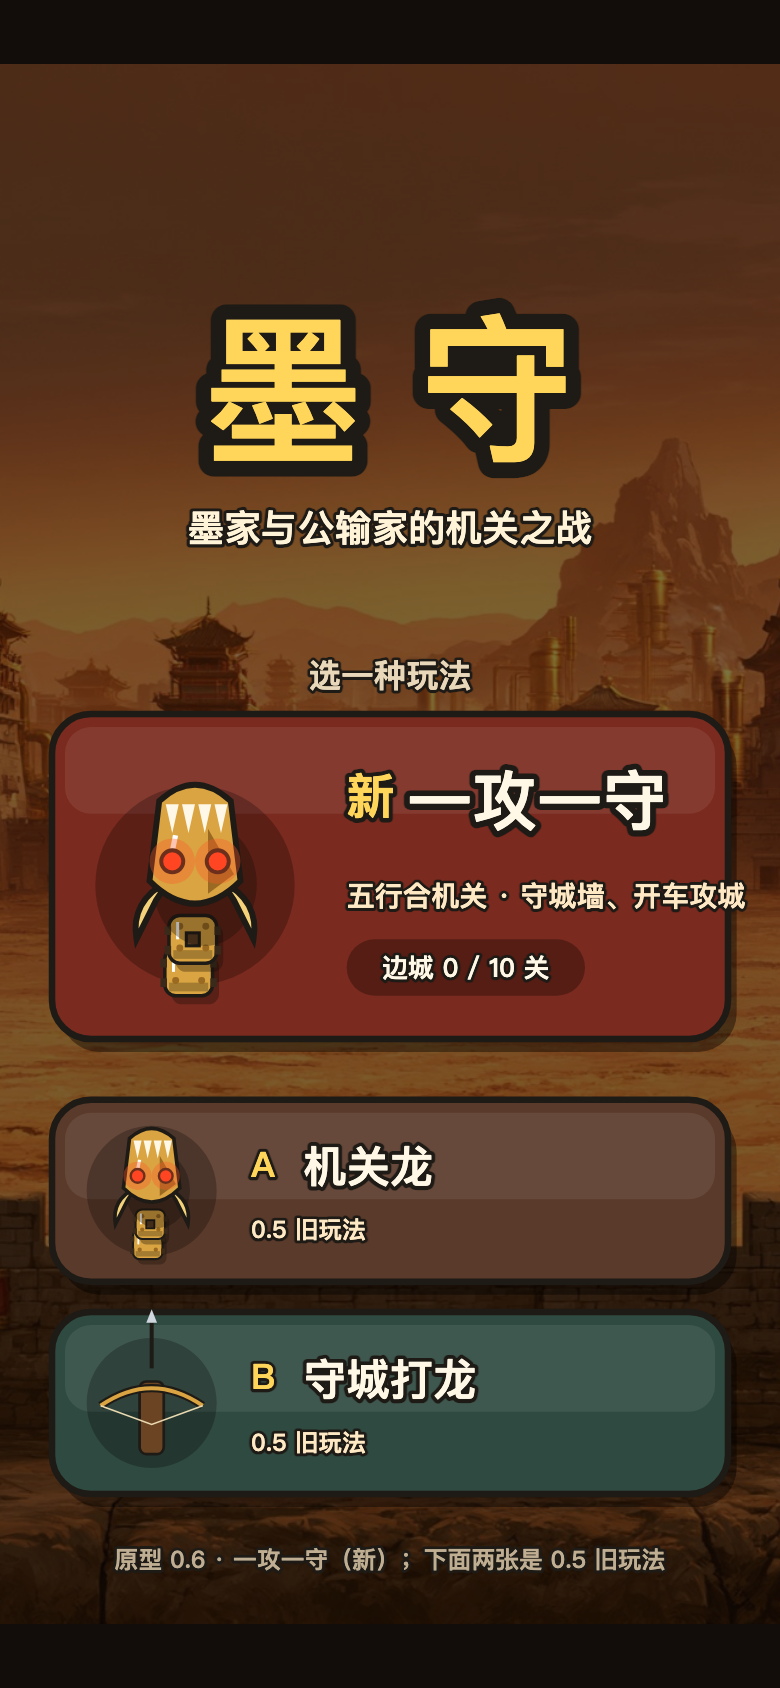 墨守
墨家与公输家的机关之战
选一种玩法
新 一攻一守
五行合机关 · 守城墙、开车攻城
边城 0 / 10 关
A 机关龙
0.5 旧玩法
B 守城打龙
0.5 旧玩法
原型 0.6 · 一攻一守（新）；下面两张是 0.5 旧玩法